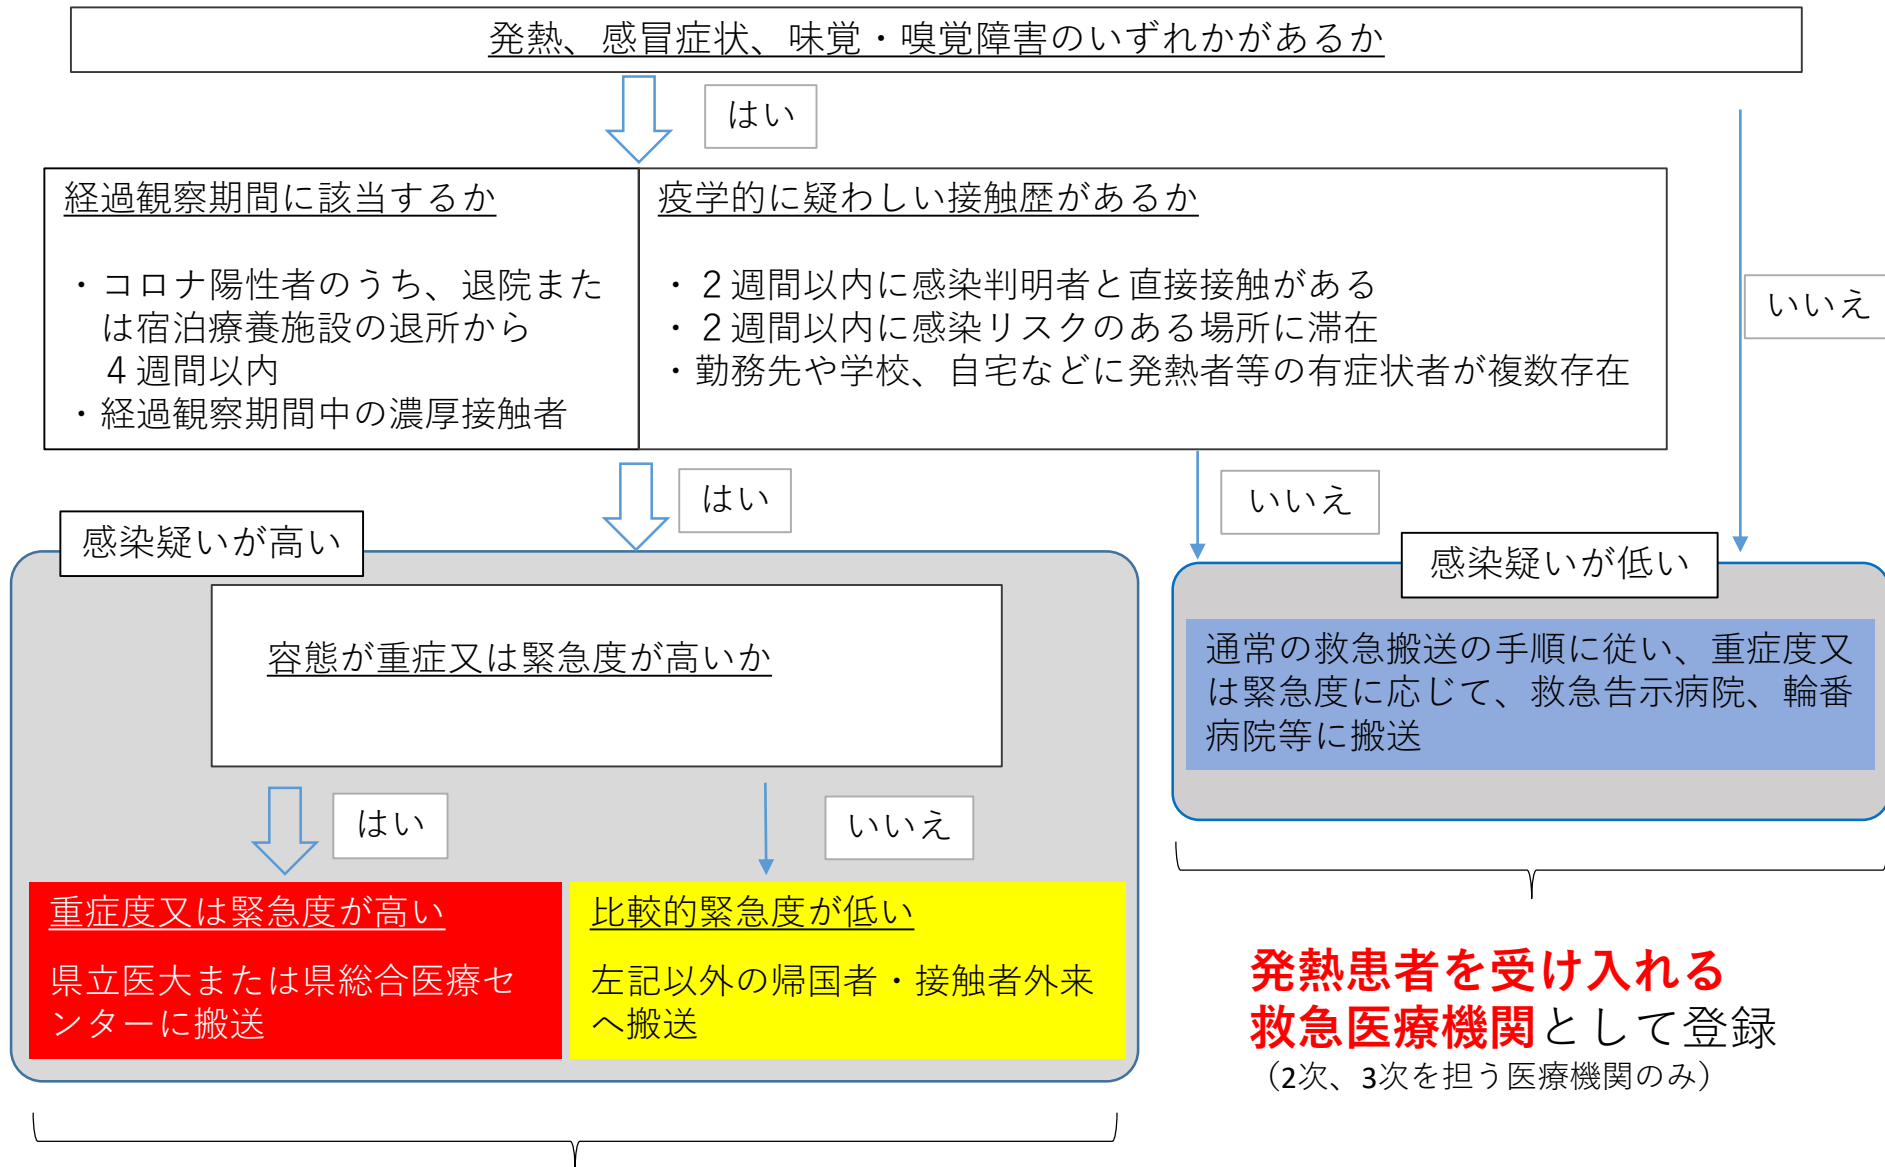 発熱、感冒症状、味覚・嗅覚障害のいずれかがあるか
はい
いいえ
経過観察期間に該当するか
・コロナ陽性者のうち、退院また
は宿泊療養施設の退所から
４週間以内
・経過観察期間中の濃厚接触者
疫学的に疑わしい接触歴があるか
・２週間以内に感染判明者と直接接触がある
・２週間以内に感染リスクのある場所に滞在
・勤務先や学校、自宅などに発熱者等の有症状者が複数存在
はい
いいえ
感染疑いが高い
容態が重症又は緊急度が高いか
はい
いいえ
重症度又は緊急度が高い
県立医大または県総合医療セ
ンターに搬送
比較的緊急度が低い
左記以外の帰国者・接触者外来
へ搬送
感染疑いが低い
通常の救急搬送の手順に従い、重症度又
は緊急度に応じて、救急告示病院、輪番
病院等に搬送
発熱患者を受け入れる
救急医療機関として登録
（2次、3次を担う医療機関のみ）